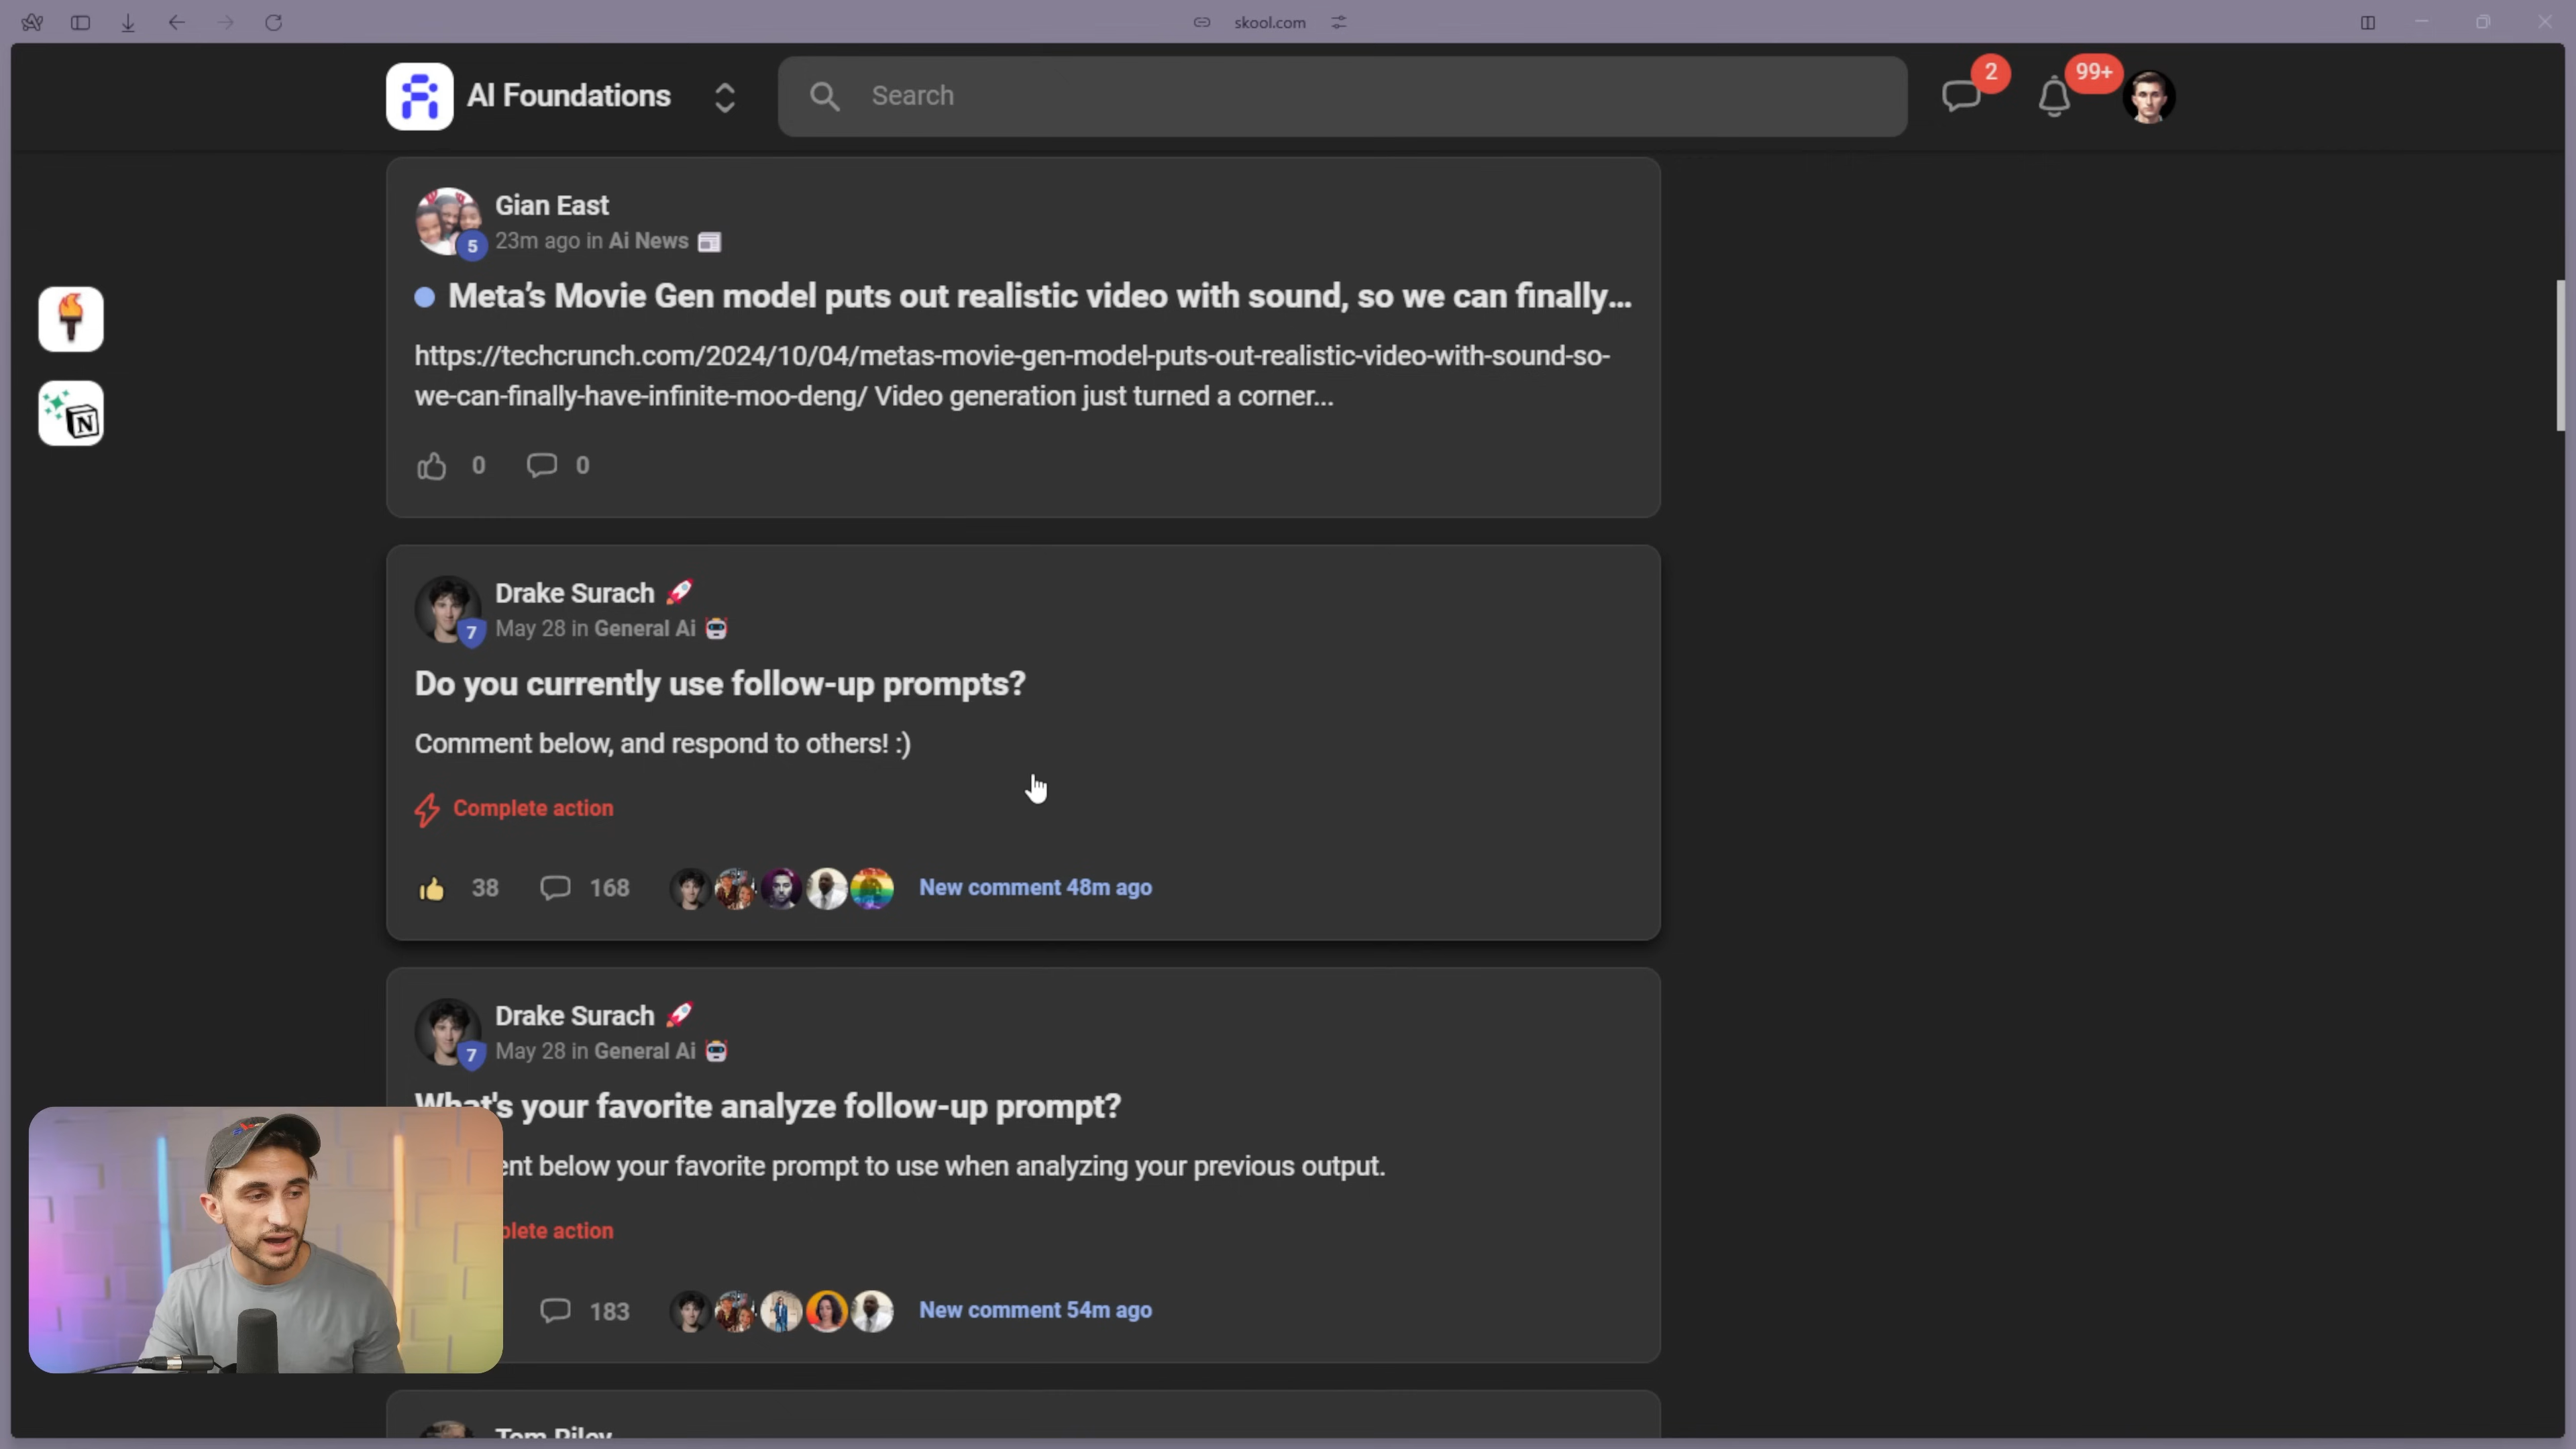 skool.com
AI Foundations
Search
2
99+
Gian East
5
23m ago in Ai News
Meta’s Movie Gen model puts out realistic video with sound, so we can finally...
https://techcrunch.com/2024/10/04/metas-movie-gen-model-puts-out-realistic-video-with-sound-so-
we-can-finally-have-infinite-moo-deng/ Video generation just turned a corner...
0 0
Drake Surach
7
May 28 in General Ai
Do you currently use follow-up prompts?
Comment below, and respond to others! :)
Complete action
38 168 New comment 48m ago
Drake Surach
7
May 28 in General Ai
What's your favorite analyze follow-up prompt?
ent below your favorite prompt to use when analyzing your previous output.
plete action
183 New comment 54m ago
Tom Riley